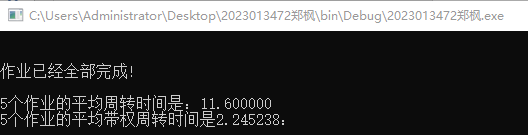 C:\Users\Administrator\Desktop\2023013472郑枫\bin\Debug\2023013472郑枫.exe
作业已经全部完成!
5个作业的平均周转时间是: 11.600000
5个作业的平均带权周转时间是2.245238: